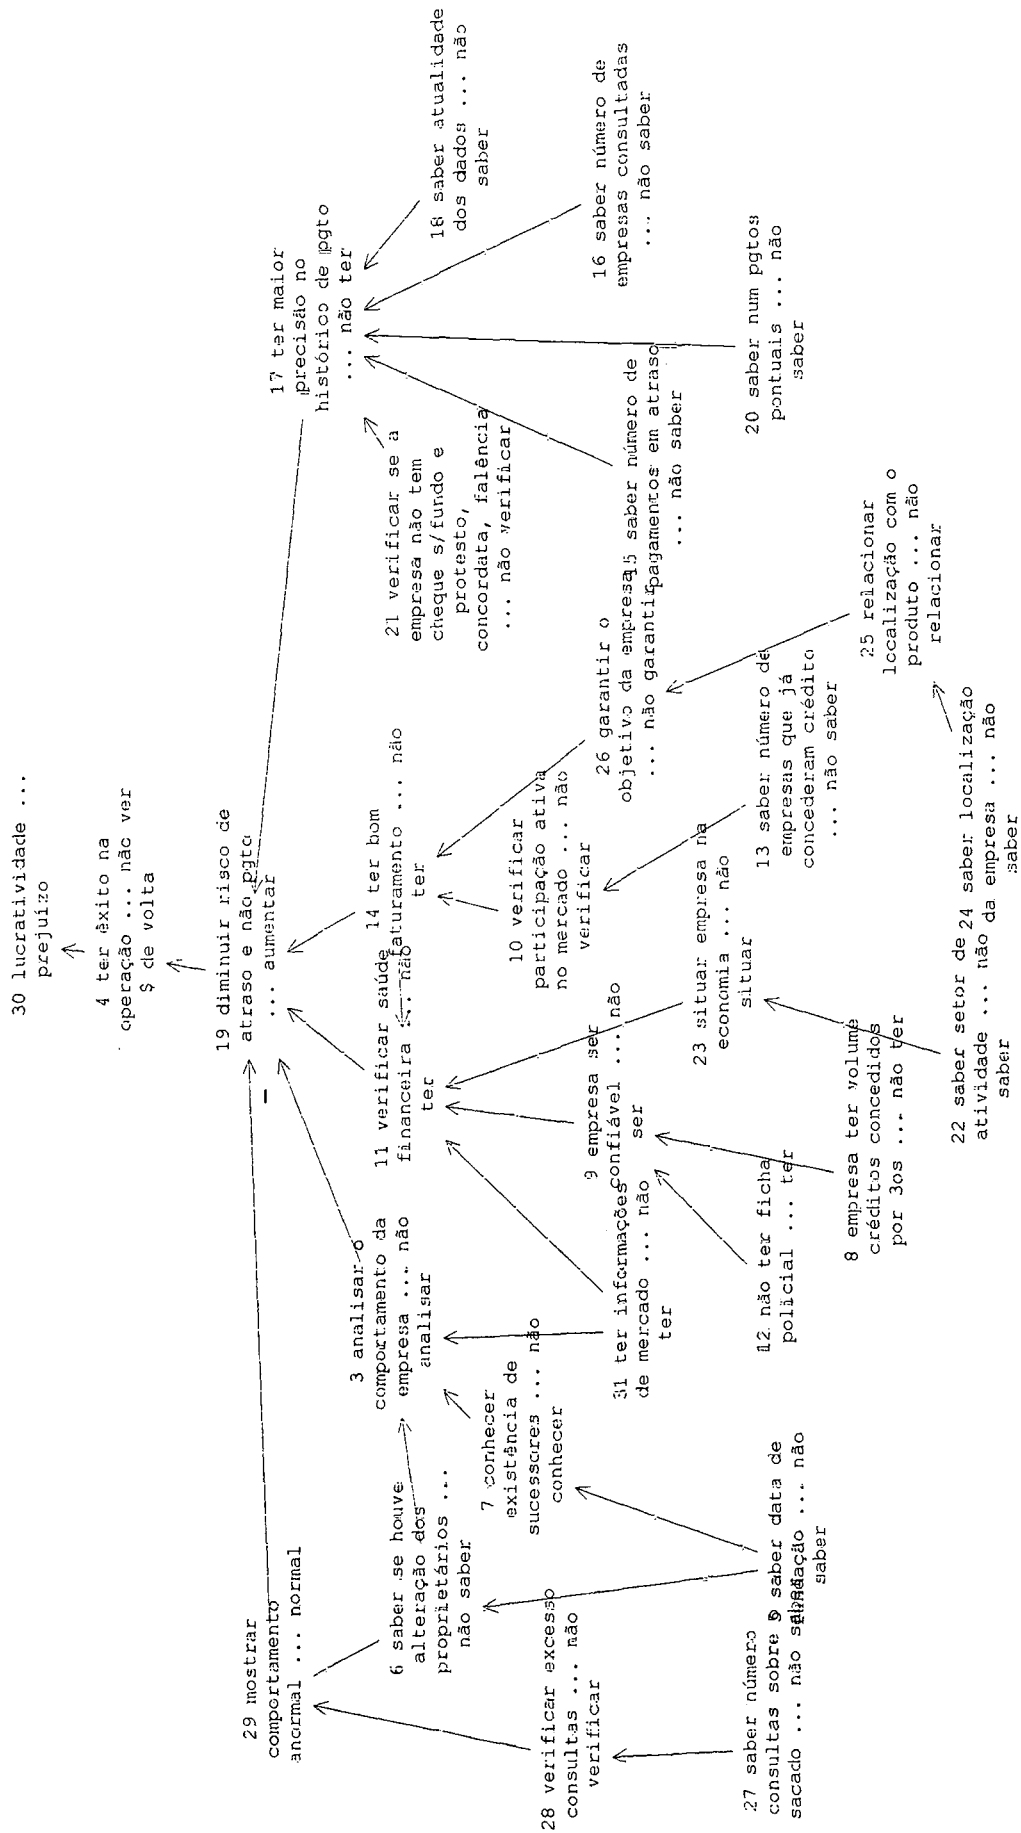 30 lucratividade ...
prejuízo
4 ter êxito na
operação ... não ver
$ de volta
19 diminuir risco de
atraso e não pgto
... aumentar
29 mostrar
comportamento
anormal ... normal
17 ter maior
precisão no
histórico de pgto
... não ter
3 analisar o
comportamento da
empresa ... não
analisar
11 verificar saúde
financeira ... não
ter
14 ter bom
faturamento ... não
ter
21 verificar se a
empresa não tem
cheque s/fundo e
protesto,
concordata, falência
... não verificar
18 saber atualidade
dos dados ... não
saber
6 saber se houve
alteração dos
proprietários ...
não saber
7 conhecer
existência de
sucessores ... não
conhecer
10 verificar
participação ativa
no mercado ... não
verificar
26 garantir o
objetivo da empresa
... não garantir
15 saber número de
pagamentos em atraso
... não saber
16 saber número de
empresas consultadas
... não saber
28 verificar excesso
consultas ... não
verificar
31 ter informações
de mercado ... não
ter
9 empresa ser
confiável ... não
ser
23 situar empresa na
economia ... não
situar
13 saber número de
empresas que já
concederam crédito
... não saber
20 saber num pgtos
pontuais ... não
saber
27 saber número
consultas sobre
sacado ... não saber
saber data de
fundação ... não
saber
12 não ter ficha
policial ... ter
8 empresa ter volume
créditos concedidos
por 3os ... não ter
25 relacionar
localização com o
produto ... não
relacionar
22 saber setor de
atividade ... não
saber
24 saber localização
da empresa ... não
saber